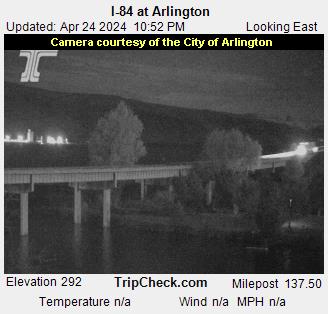 I-84 at Arlington
Updated: Apr 24 2024 10:52 PM Looking East
Camera courtesy of the City of Arlington
Elevation 292 TripCheck.com Milepost 137.50
Temperature n/a Wind n/a MPH n/a